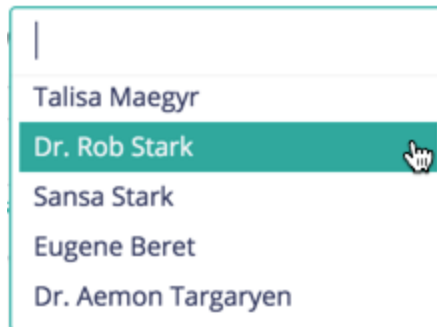 Talisa Maegyr
Dr. Rob Stark
Sansa Stark
Eugene Beret
Dr. Aemon Targaryen